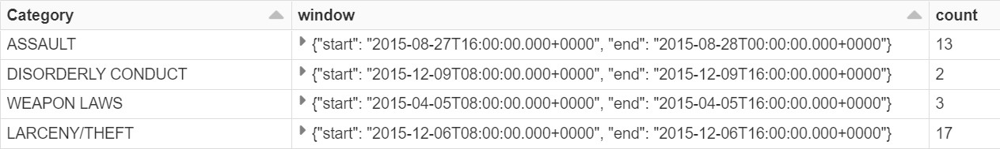 Category window count
ASSAULT {"start": "2015-08-27T16:00:00.000+0000", "end": "2015-08-28T00:00:00.000+0000"} 13
DISORDERLY CONDUCT {"start": "2015-12-09T08:00:00.000+0000", "end": "2015-12-09T16:00:00.000+0000"} 2
WEAPON LAWS {"start": "2015-04-05T08:00:00.000+0000", "end": "2015-04-05T16:00:00.000+0000"} 3
LARCENY/THEFT {"start": "2015-12-06T08:00:00.000+0000", "end": "2015-12-06T16:00:00.000+0000"} 17